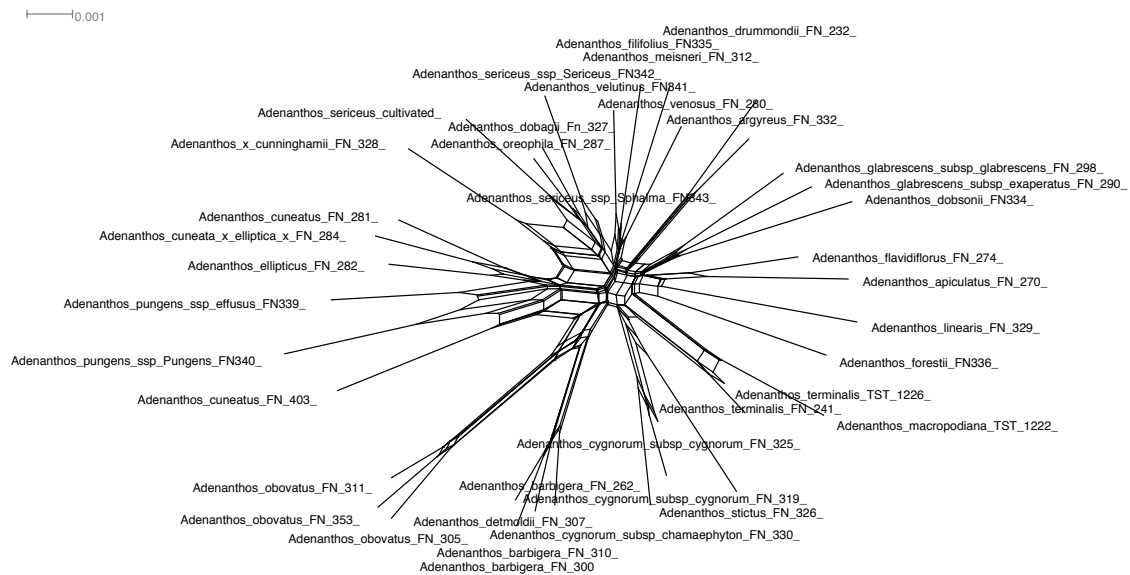 0.001
Adenanthos_drummondii_FN_232_
Adenanthos_filifolius_FN335_
Adenanthos_meisneri_FN_312_
Adenanthos_sericeus_ssp_Sericeus_FN342_
Adenanthos_velutinus_FN341_
Adenanthos_venosus_FN_280_
Adenanthos_sericeus_cultivated_
Adenanthos_argyreus_FN_332_
Adenanthos_dobagii_Fn_327_
Adenanthos_x_cunninghamii_FN_328_
Adenanthos_oreophila_FN_287_
Adenanthos_glabrescens_subsp_glabrescens_FN_298_
Adenanthos_glabrescens_subsp_exaperatus_FN_290_
Adenanthos_sericeus_ssp_Sphalma_FN343_
Adenanthos_dobsonii_FN334_
Adenanthos_cuneatus_FN_281_
Adenanthos_cuneata_x_elliptica_x_FN_284_
Adenanthos_flavidiflorus_FN_274_
Adenanthos_ellipticus_FN_282_
Adenanthos_apiculatus_FN_270_
Adenanthos_pungens_ssp_effusus_FN339_
Adenanthos_linearis_FN_329_
Adenanthos_pungens_ssp_Pungens_FN340_
Adenanthos_forestii_FN336_
Adenanthos_terminalis_TST_1226_
Adenanthos_cuneatus_FN_403_
Adenanthos_terminalis_FN_241_
Adenanthos_macropodiana_TST_1222_
Adenanthos_cygnorum_subsp_cygnorum_FN_325_
Adenanthos_obovatus_FN_311_
Adenanthos_barbigera_FN_262_
Adenanthos_cygnorum_subsp_cygnorum_FN_319_
Adenanthos_stictus_FN_326_
Adenanthos_obovatus_FN_353_
Adenanthos_detmoldii_FN_307_
Adenanthos_cygnorum_subsp_chamaephyton_FN_330_
Adenanthos_obovatus_FN_305_
Adenanthos_barbigera_FN_310_
Adenanthos_barbigera_FN_300